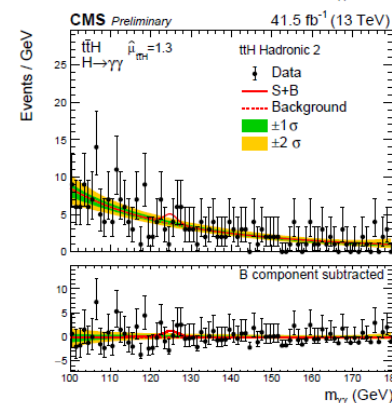 CMS Preliminary 41.5 fb⁻¹ (13 TeV)
tt̄H μ̂ttH=1.3 ttH Hadronic 2
H→γγ
Data
S+B
Background
±1 σ
±2 σ
Events / GeV
25
20
15
10
5
0
B component subtracted
10
5
0
−5
100 110 120 130 140 150 160 170 180
mγγ (GeV)